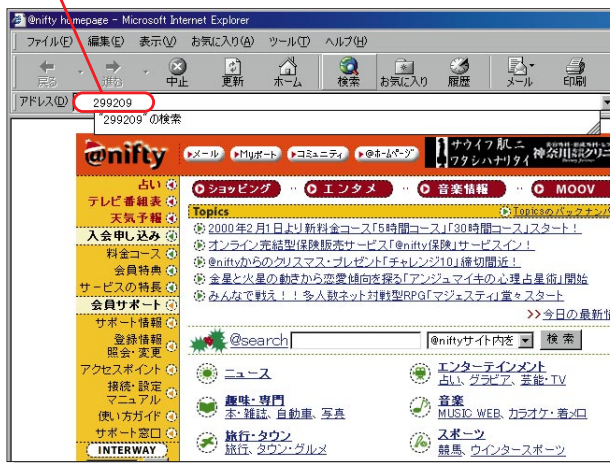 @nifty homepage - Microsoft Internet Explorer
ファイル(F) 編集(E) 表示(V) お気に入り(A) ツール(T) ヘルプ(H)
戻る 進む 中止 更新 ホーム 検索 お気に入り 履歴 メール 印刷
アドレス(D) 299209
"299209" の検索
@nifty メール Myポート コミュニティ @ホームページ サウイフ肌ニ ワタシハナリタイ 神奈川
占い ショッピング エンタメ 音楽情報 MOOV
テレビ番組表 Topics Topicsのバックナンバ
天気予報 2000年2月1日より新料金コース「5時間コース」「30時間コース」スタート!
入会申し込み オンライン完結型保険販売サービス「@nifty保険」サービスイン!
料金コース @niftyからのクリスマス・プレゼント「チャレンジ10」締切間近!
会員特典 金星と火星の動きから恋愛傾向を探る「アンジュマイキの心理占星術」開始
サービスの特長 みんなで戦え!!多人数ネット対戦型RPG「マジェスティ」堂々スタート
会員サポート >>今日の最新情
サポート情報 @search @niftyサイト内を 検索
登録情報
照会・変更
アクセスポイント ニュース エンターテインメント
占い、グラビア、芸能・TV
接続・設定
マニュアル 趣味・専門 音楽
使い方ガイド 本・雑誌、自動車、写真 MUSIC WEB、カラオケ・着メロ
サポート窓口 旅行・タウン スポーツ
INTERWAY 旅行、タウン・グルメ 競馬、ウインタースポーツ